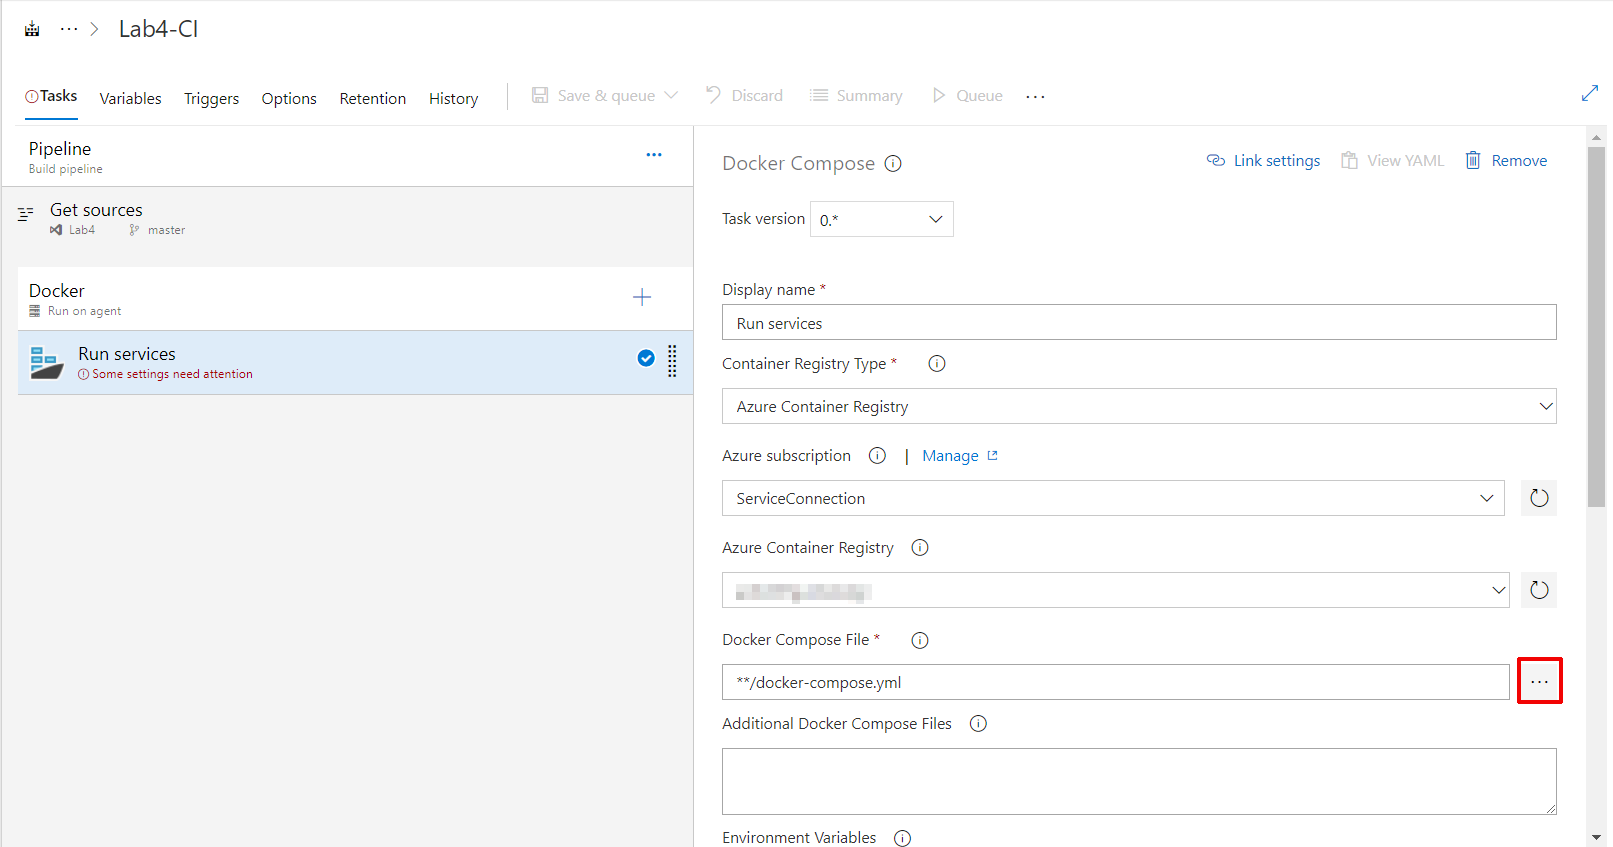 ··· > Lab4-CI
Tasks Variables Triggers Options Retention History Save & queue Discard Summary Queue ···
Pipeline
Build pipeline
Get sources
Lab4 master
Docker
Run on agent
Run services
Some settings need attention
Docker Compose
Link settings View YAML Remove
Task version 0.*
Display name *
Run services
Container Registry Type *
Azure Container Registry
Azure subscription | Manage
ServiceConnection
Azure Container Registry
Docker Compose File *
**/docker-compose.yml
···
Additional Docker Compose Files
Environment Variables